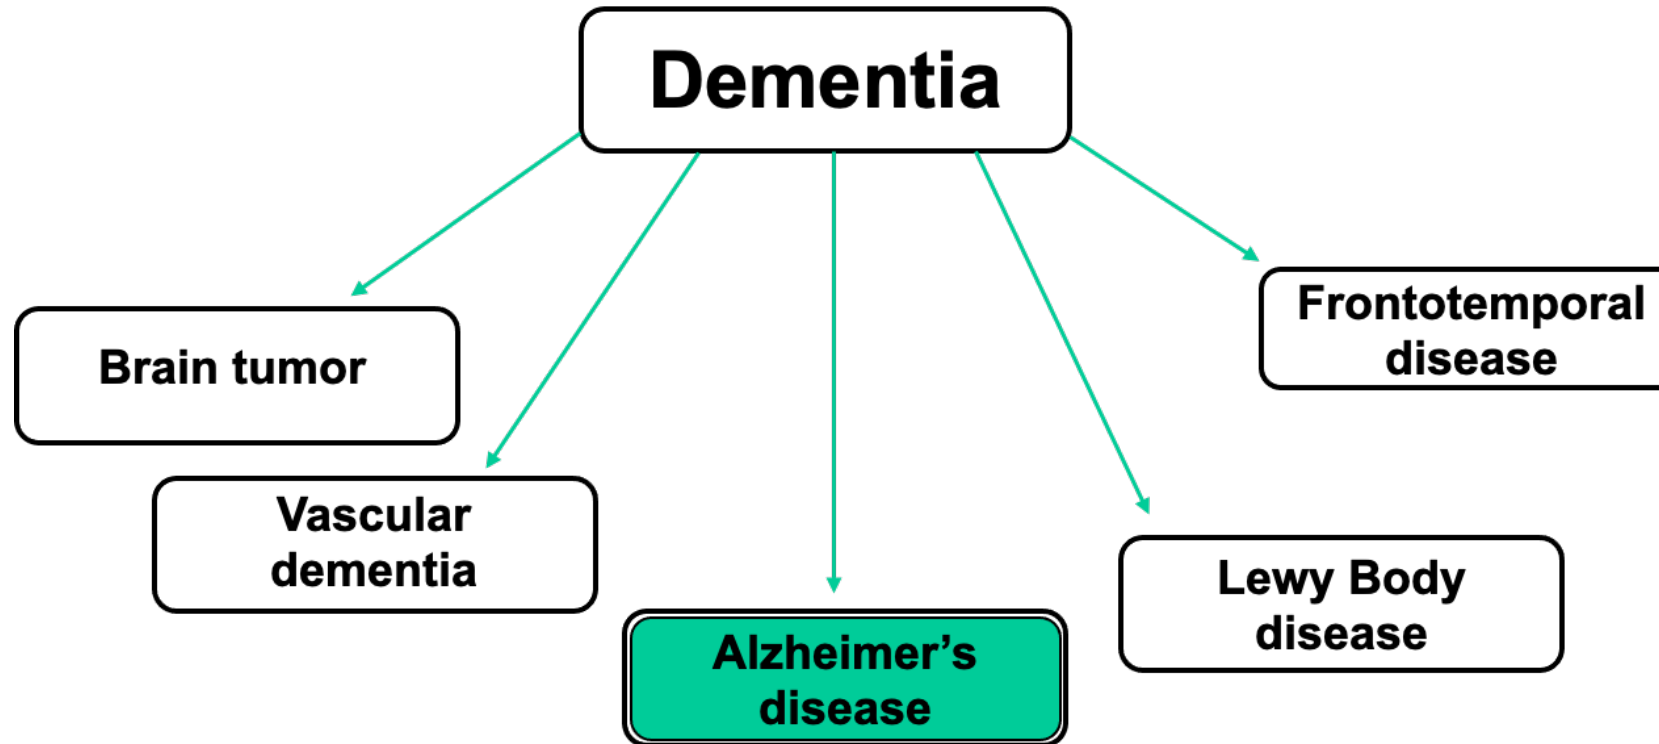 Dementia
Brain tumor
Vascular
dementia
Alzheimer’s
disease
Lewy Body
disease
Frontotemporal
disease